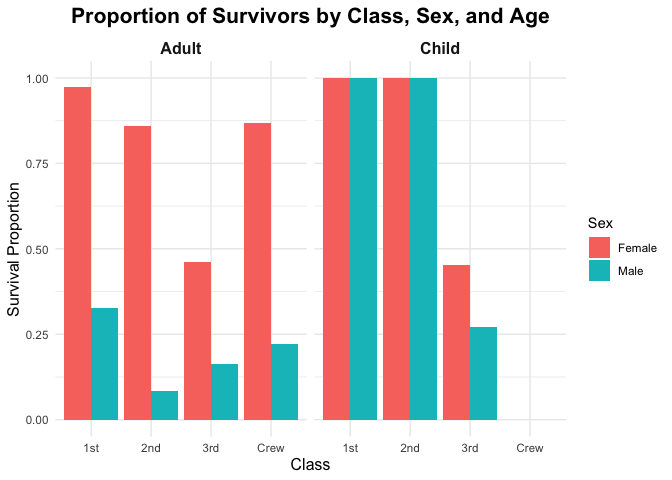 Proportion of Survivors by Class, Sex, and Age
Adult
Child
Survival Proportion
1.00
0.75
0.50
0.25
0.00
1st 2nd 3rd Crew
1st 2nd 3rd Crew
Class
Sex
Female
Male